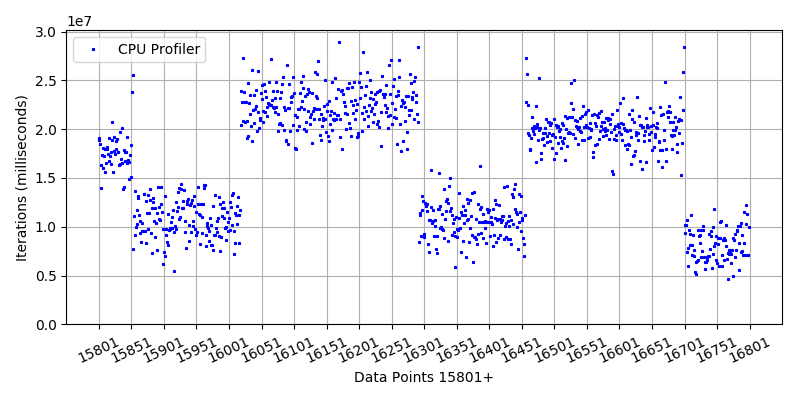 1e7
3.0
CPU Profiler
2.5
2.0
1.5
1.0
0.5
0.0
Iterations (milliseconds)
15801 15851 15901 15951 16001 16051 16101 16151 16201 16251 16301 16351 16401 16451 16501 16551 16601 16651 16701 16751 16801
Data Points 15801+